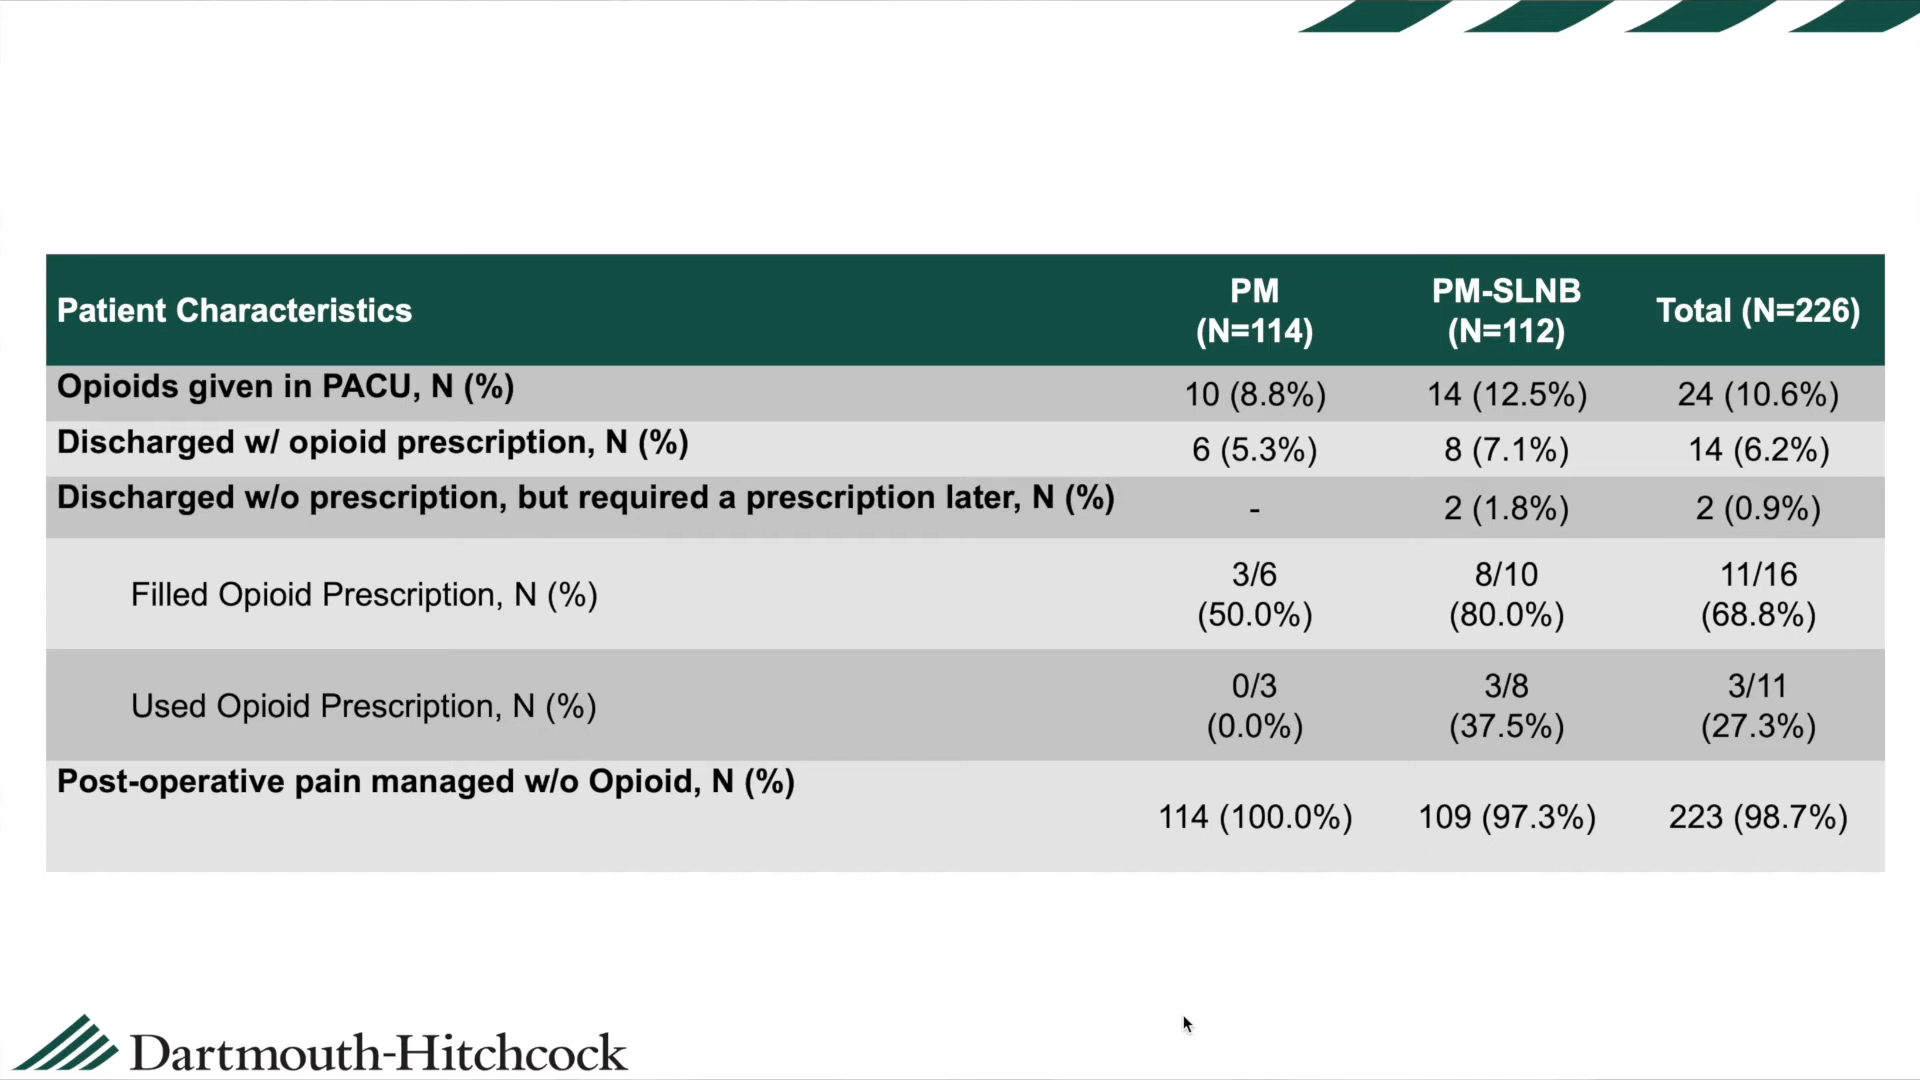 Patient Characteristics
PM
(N=114)
PM-SLNB
(N=112)
Total (N=226)
Opioids given in PACU, N (%)
10 (8.8%)
14 (12.5%)
24 (10.6%)
Discharged w/ opioid prescription, N (%)
6 (5.3%)
8 (7.1%)
14 (6.2%)
Discharged w/o prescription, but required a prescription later, N (%)
-
2 (1.8%)
2 (0.9%)
Filled Opioid Prescription, N (%)
3/6
(50.0%)
8/10
(80.0%)
11/16
(68.8%)
Used Opioid Prescription, N (%)
0/3
(0.0%)
3/8
(37.5%)
3/11
(27.3%)
Post-operative pain managed w/o Opioid, N (%)
114 (100.0%)
109 (97.3%)
223 (98.7%)
Dartmouth-Hitchcock